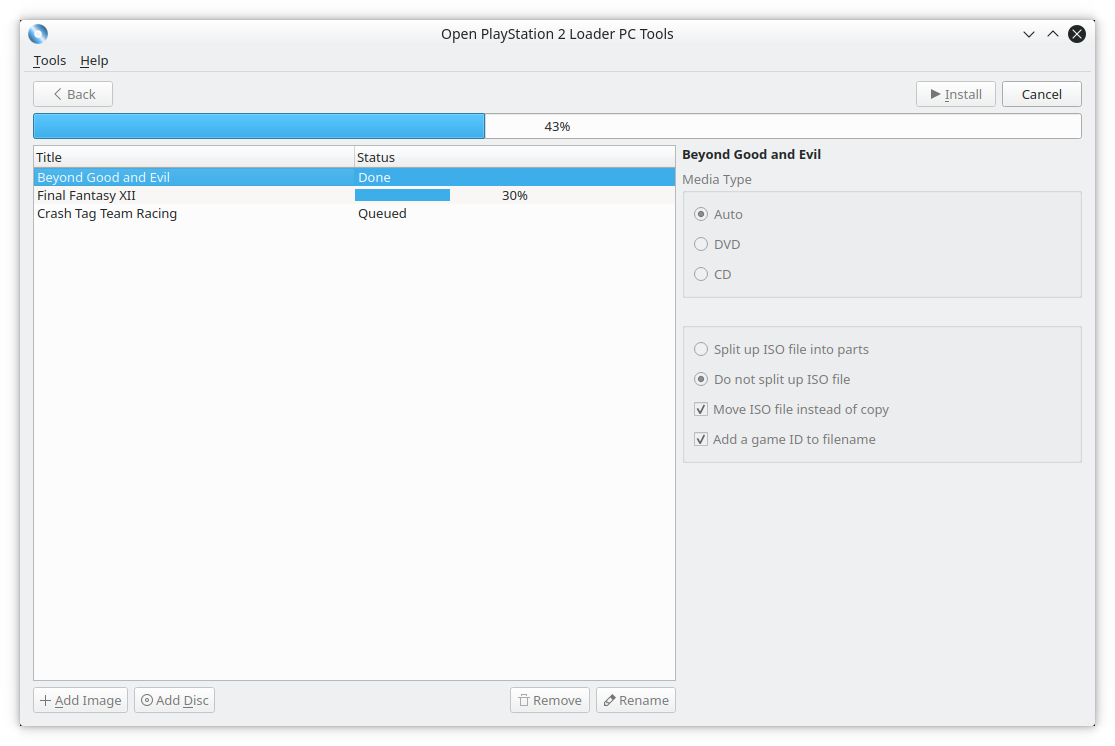 Open PlayStation 2 Loader PC Tools
Tools Help
Back Install Cancel
43%
Title Status
Beyond Good and Evil Done
Final Fantasy XII 30%
Crash Tag Team Racing Queued
Beyond Good and Evil
Media Type
Auto
DVD
CD
Split up ISO file into parts
Do not split up ISO file
Move ISO file instead of copy
Add a game ID to filename
Add Image Add Disc Remove Rename